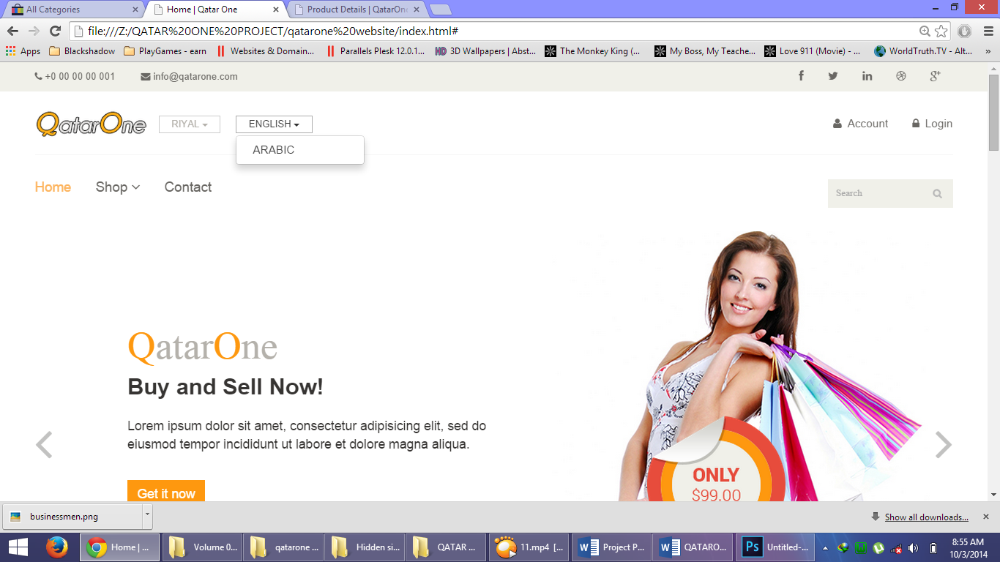 All Categories
Home | Qatar One
Product Details | QatarOn
file:///Z:/QATAR%20ONE%20PROJECT/qatarone%20website/index.html#
Apps Blackshadow PlayGames - earn Websites & Domain... Parallels Plesk 12.0.1... HD 3D Wallpapers | Abst... The Monkey King (... My Boss, My Teache... Love 911 (Movie) - ... WorldTruth.TV - Alt... »
+0 00 00 00 001 info@qatarone.com
QatarOne RIYAL ENGLISH Account Login
ARABIC
Home Shop Contact Search
QatarOne
Buy and Sell Now!
Lorem ipsum dolor sit amet, consectetur adipisicing elit, sed do
eiusmod tempor incididunt ut labore et dolore magna aliqua.
Get it now
ONLY
$99.00
businessmen.png Show all downloads...
Home | ... Volume 0... qatarone ... Hidden si... QATAR ... 11.mp4 [... Project P... QATARO... Ps Untitled-... 8:55 AM
10/3/2014